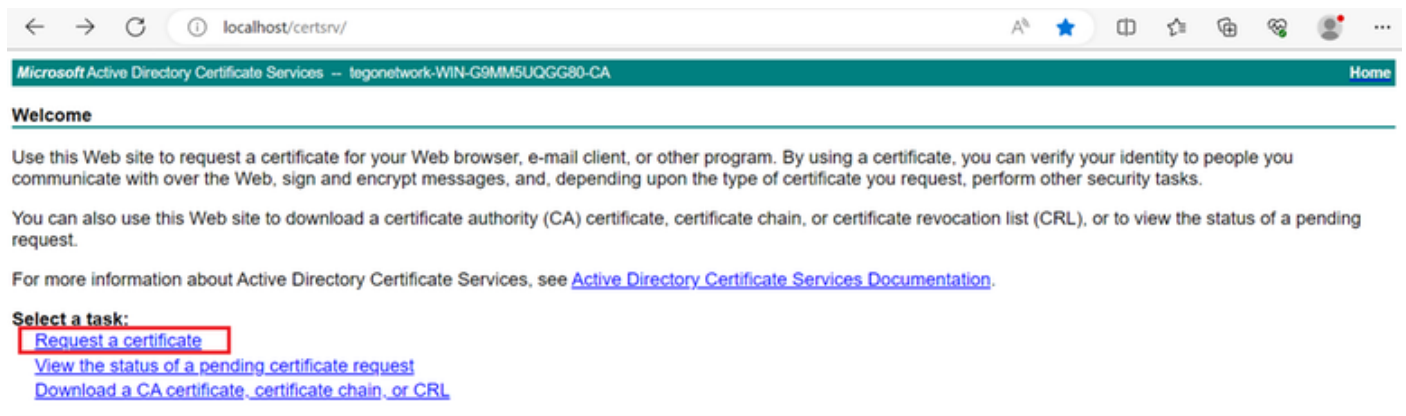 localhost/certsrv/
Microsoft Active Directory Certificate Services -- tegonetwork-WIN-G9MM5UQGG80-CA Home
Welcome
Use this Web site to request a certificate for your Web browser, e-mail client, or other program. By using a certificate, you can verify your identity to people you
communicate with over the Web, sign and encrypt messages, and, depending upon the type of certificate you request, perform other security tasks.
You can also use this Web site to download a certificate authority (CA) certificate, certificate chain, or certificate revocation list (CRL), or to view the status of a pending
request.
For more information about Active Directory Certificate Services, see Active Directory Certificate Services Documentation.
Select a task:
Request a certificate
View the status of a pending certificate request
Download a CA certificate, certificate chain, or CRL